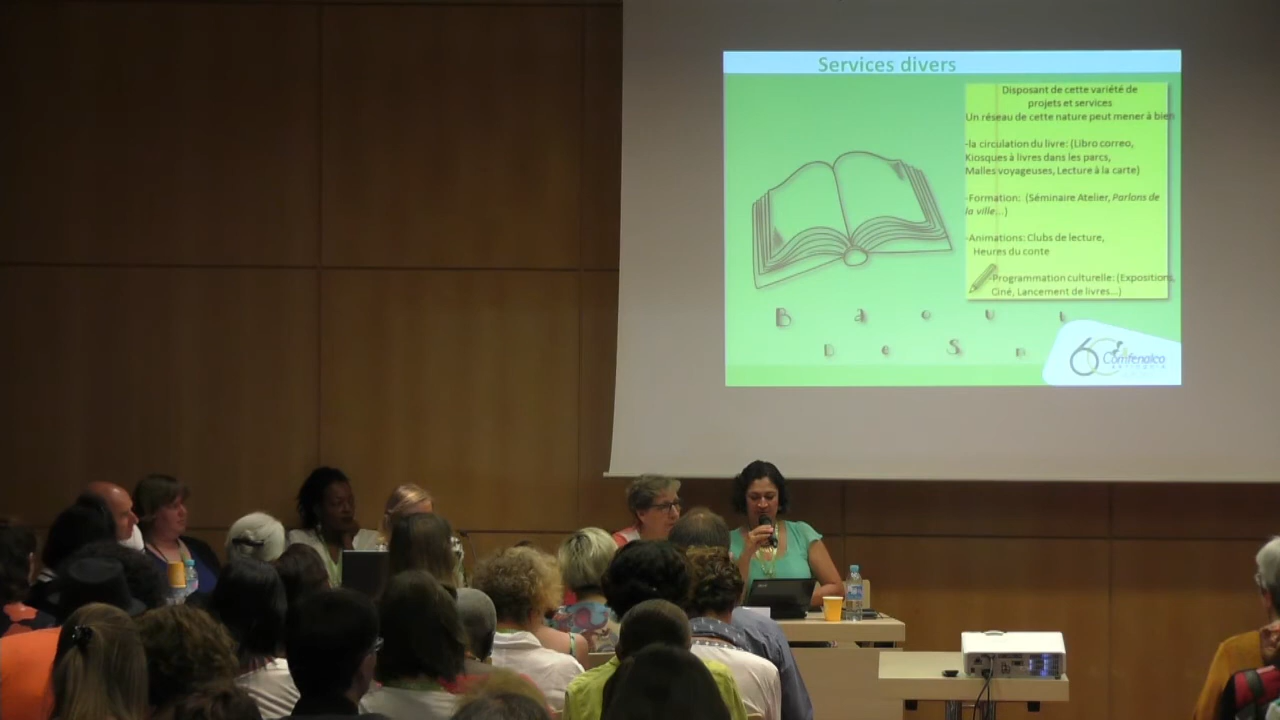 Services divers
Disposant de cette variété de
projets et services
Un réseau de cette nature peut mener à bien
-la circulation du livre: (Libro correo,
Kiosques à livres dans les parcs,
Malles voyageuses, Lecture à la carte)
-Formation: (Séminaire Atelier, Parlons de
la ville...)
-Animations: Clubs de lecture,
Heures du conte
-Programmation culturelle: (Expositions,
Ciné, Lancement de livres...)
B a o u
D e S n
60 Comfenalco